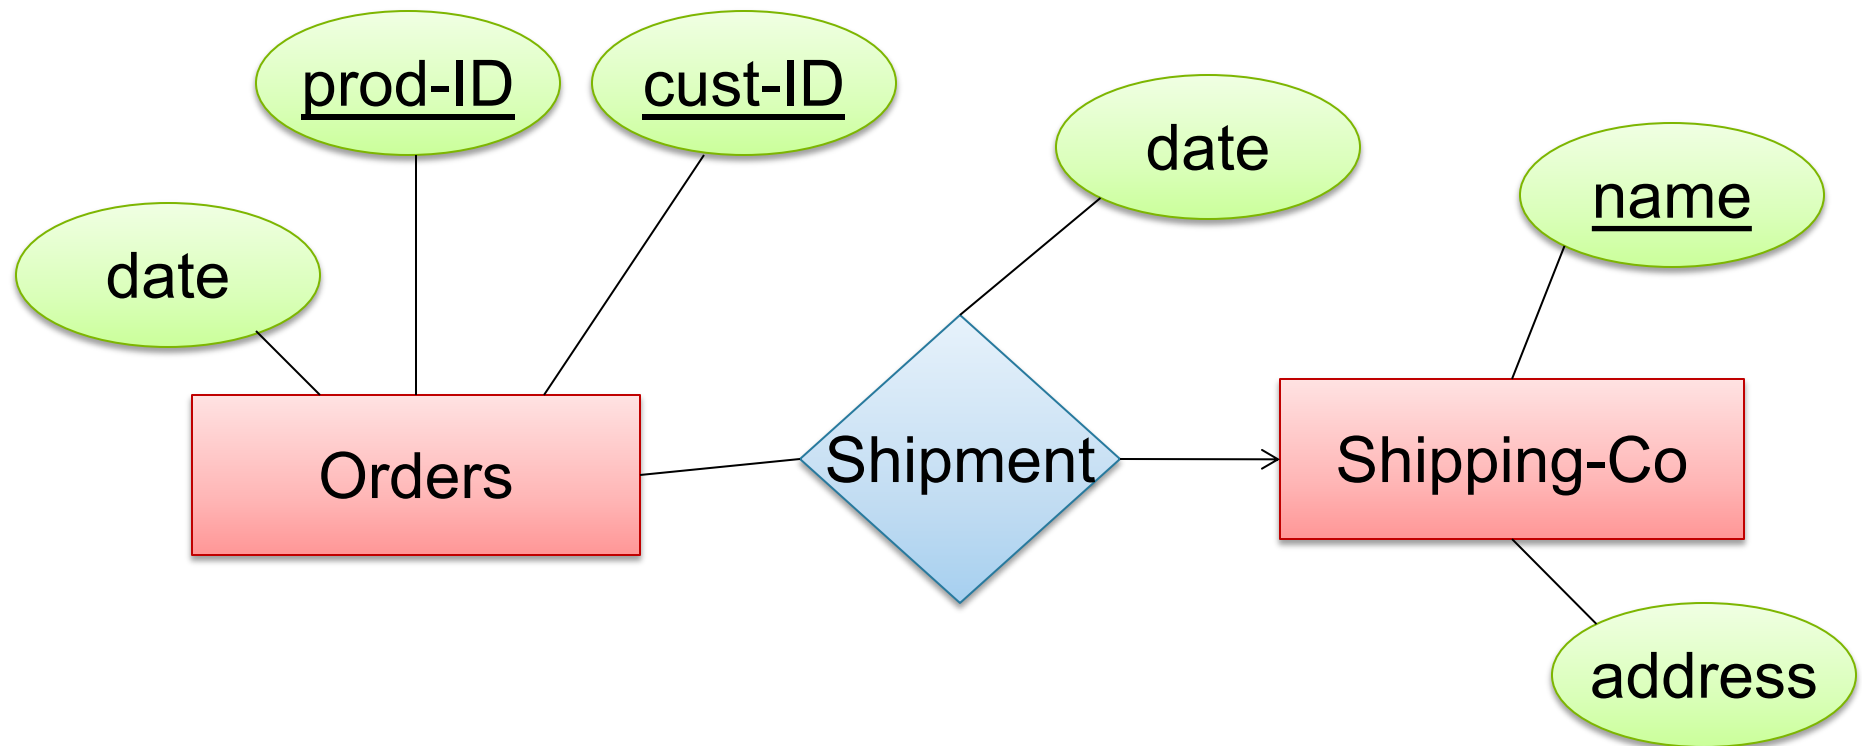 prod-ID
cust-ID
date
name
date
Orders
Shipment
Shipping-Co
address